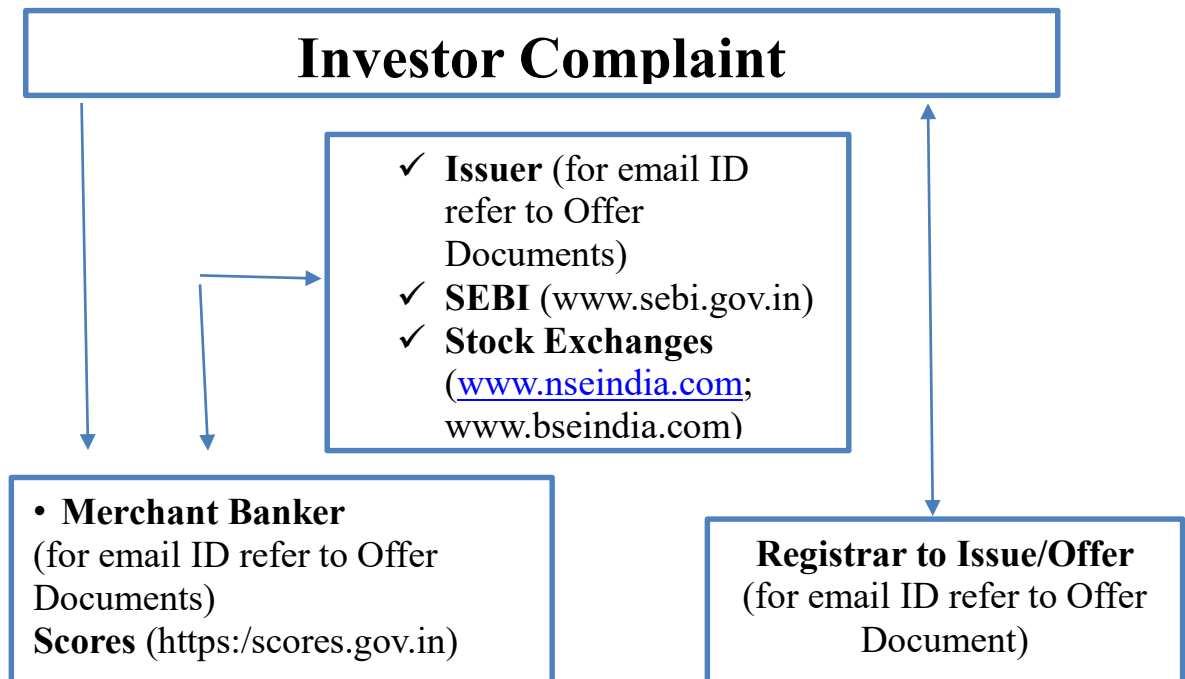 Investor Complaint
✓ Issuer (for email ID
refer to Offer
Documents)
✓ SEBI (www.sebi.gov.in)
✓ Stock Exchanges
(www.nseindia.com;
www.bseindia.com)
• Merchant Banker
(for email ID refer to Offer
Documents)
Scores (https:/scores.gov.in)
Registrar to Issue/Offer
(for email ID refer to Offer
Document)